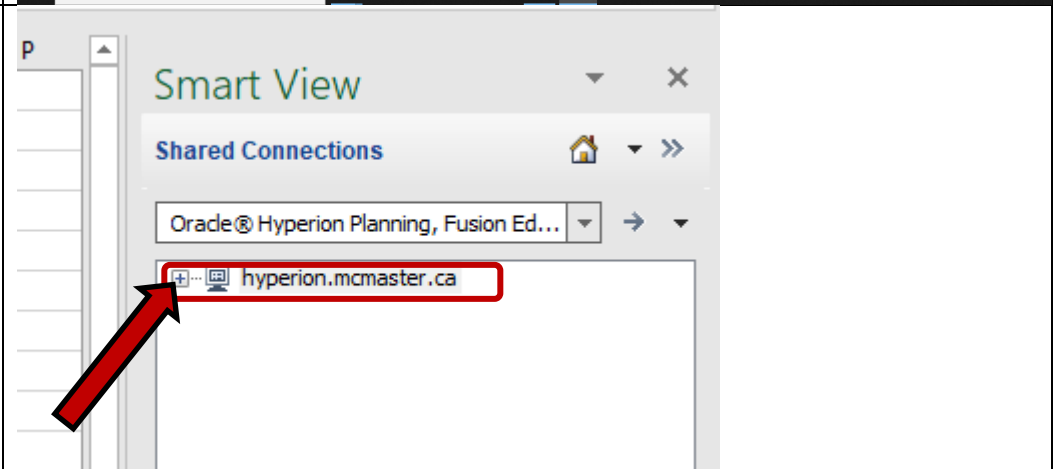 P
Smart View
Shared Connections
Oracle® Hyperion Planning, Fusion Ed...
hyperion.mcmaster.ca